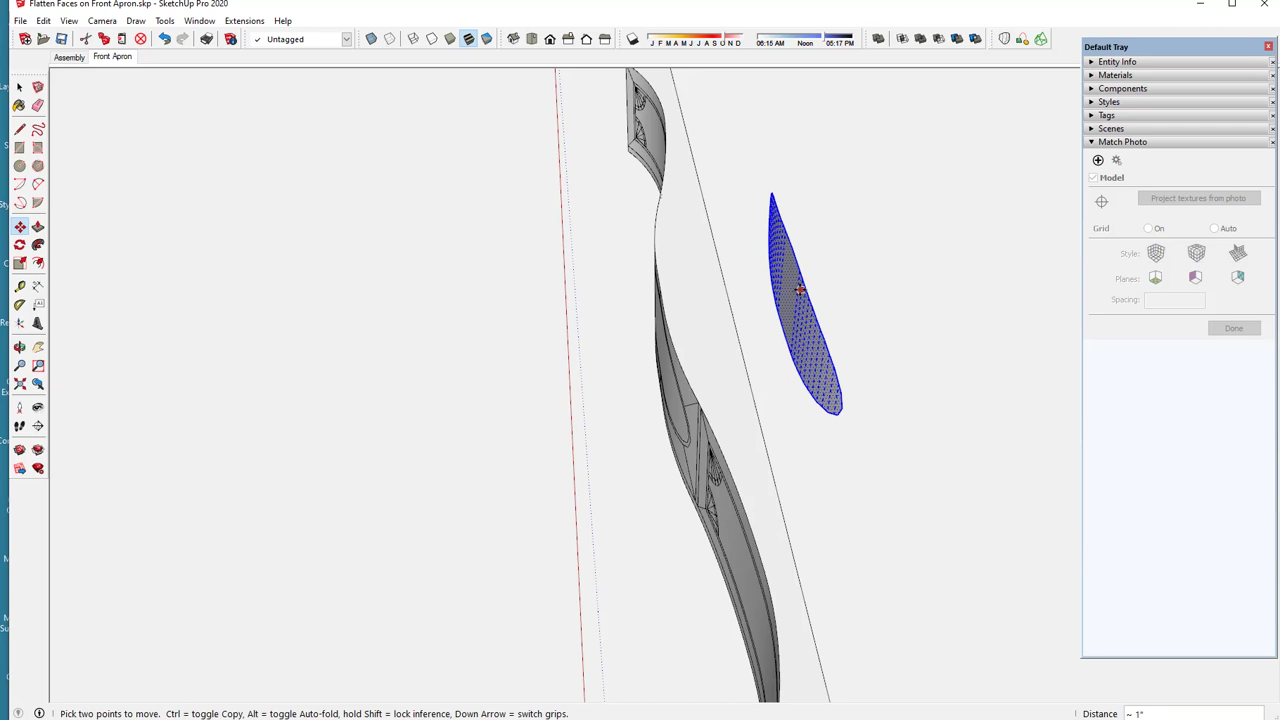 Flatten Faces on Front Apron.skp - SketchUp Pro 2020
File Edit View Camera Draw Tools Window Extensions Help
✓ Untagged
J F M A M J J A S O N D
06:15 AM Noon 05:17 PM
Assembly Front Apron
Default Tray
Entity Info
Materials
Components
Styles
Tags
Scenes
Match Photo
Model
Project textures from photo
Grid On Auto
Style:
Planes:
Spacing:
Done
Pick two points to move. Ctrl = toggle Copy, Alt = toggle Auto-fold, hold Shift = lock inference, Down Arrow = switch grips.
Distance ~ 1"